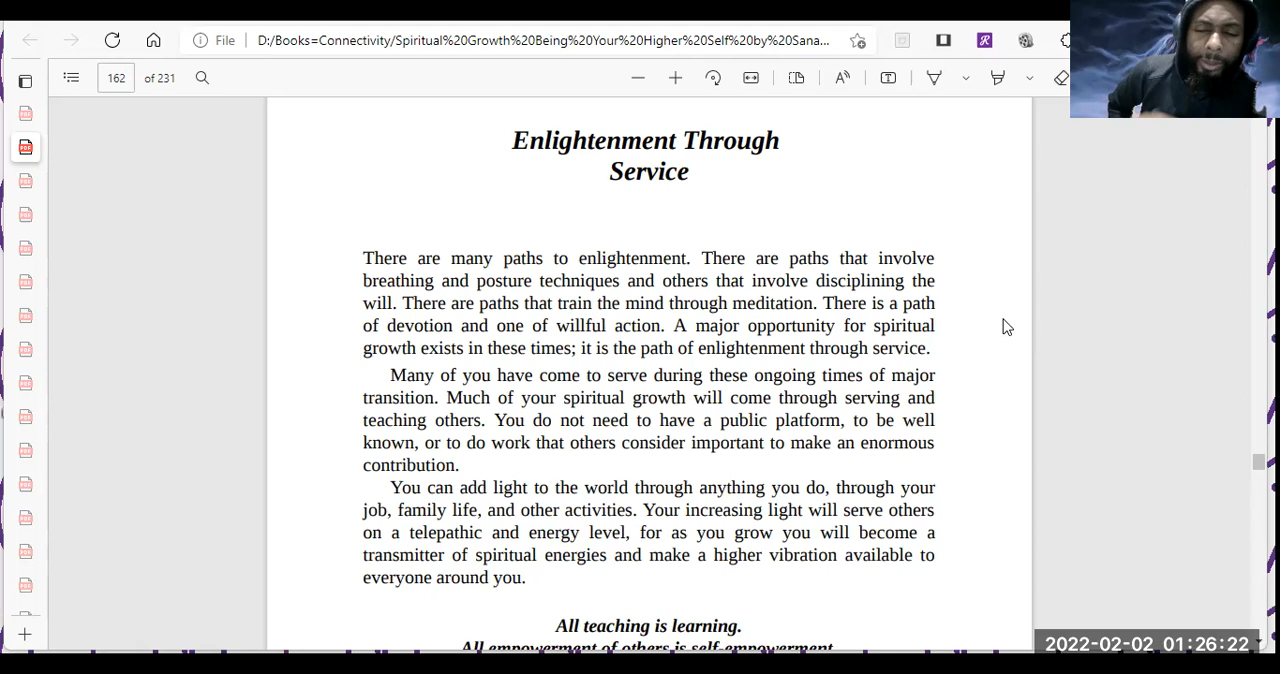 File
D:/Books=Connectivity/Spiritual%20Growth%20Being%20Your%20Higher%20Self%20by%20Sana...
162 of 231
Enlightenment Through
Service
There are many paths to enlightenment. There are paths that involve
breathing and posture techniques and others that involve disciplining the
will. There are paths that train the mind through meditation. There is a path
of devotion and one of willful action. A major opportunity for spiritual
growth exists in these times; it is the path of enlightenment through service.
Many of you have come to serve during these ongoing times of major
transition. Much of your spiritual growth will come through serving and
teaching others. You do not need to have a public platform, to be well
known, or to do work that others consider important to make an enormous
contribution.
You can add light to the world through anything you do, through your
job, family life, and other activities. Your increasing light will serve others
on a telepathic and energy level, for as you grow you will become a
transmitter of spiritual energies and make a higher vibration available to
everyone around you.
All teaching is learning.
All empowerment of others is self-empowerment
2022-02-02 01:26:22